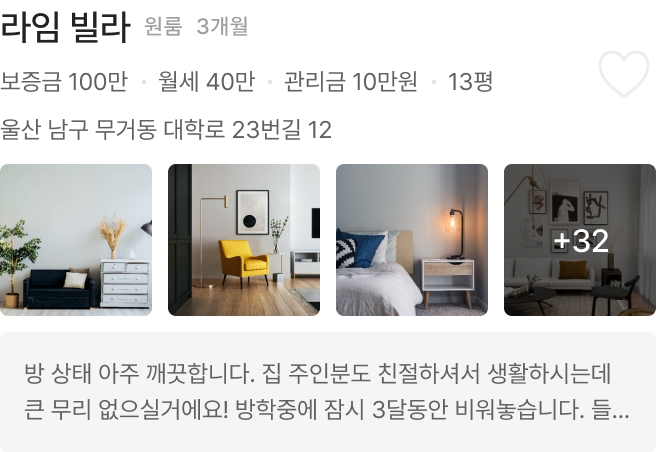 라임 빌라 원룸 3개월
보증금 100만 · 월세 40만 · 관리금 10만원 · 13평
울산 남구 무거동 대학로 23번길 12
+32
방 상태 아주 깨끗합니다. 집 주인분도 친절하셔서 생활하시는데
큰 무리 없으실거에요! 방학중에 잠시 3달동안 비워놓습니다. 들...